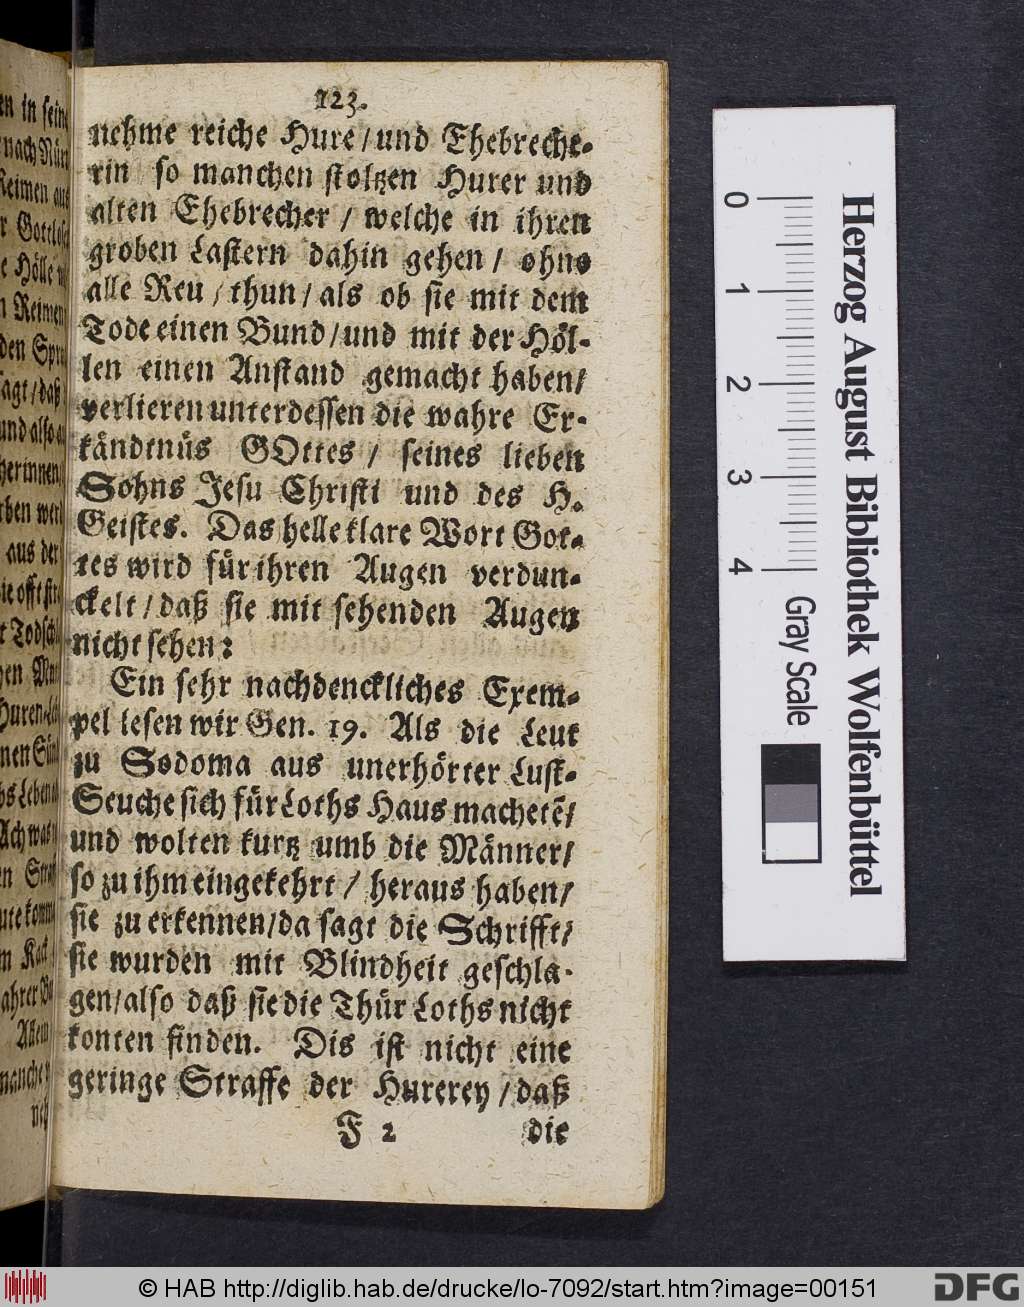 123.
nehme reiche Hure / und Ehebreche-
rin so manchen stoltzen Hurer und
alten Ehebrecher / welche in ihren
groben Lastern dahin gehen / ohne
alle Reu / thun / als ob sie mit dem
Tode einen Bund / und mit der Höl-
len einen Anstand gemacht haben /
verlieren unterdessen die wahre Er-
kändtnüs GOttes / seines lieben
Sohns Jesu Christi und des H.
Geistes. Das helle klare Wort Got-
tes wird für ihren Augen verdun-
ckelt / daß sie mit sehenden Augen
nicht sehen:
Ein sehr nachdenckliches Exem-
pel lesen wir Gen. 19. Als die Leut
zu Sodoma aus unerhörter Lust-
Seuche sich für Loths Haus machetē /
und wolten kurtz umb die Männer /
so zu ihm eingekehrt / heraus haben /
sie zu erkennen / da sagt die Schrifft /
sie wurden mit Blindheit geschla-
gen / also daß sie die Thür Loths nicht
konten finden. Dis ist nicht eine
geringe Straffe der Hurerey / daß
F 2 die
0 1 2 3 4
Gray Scale
Herzog August Bibliothek Wolfenbüttel
© HAB http://diglib.hab.de/drucke/lo-7092/start.htm?image=00151
DFG